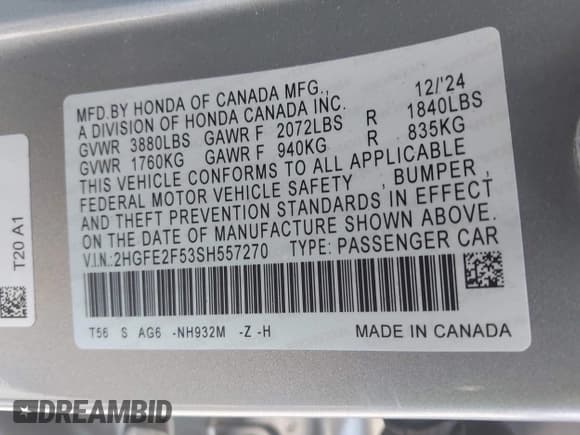 MFD.BY HONDA OF CANADA MFG., 12/'24
A DIVISION OF HONDA CANADA INC.
GVWR 3880LBS GAWR F 2072LBS R 1840LBS
GVWR 1760KG GAWR F 940KG R 835KG
THIS VEHICLE CONFORMS TO ALL APPLICABLE
FEDERAL MOTOR VEHICLE SAFETY , BUMPER ,
AND THEFT PREVENTION STANDARDS IN EFFECT
ON THE DATE OF MANUFACTURE SHOWN ABOVE.
V.I.N.:2HGFE2F53SH557270 TYPE: PASSENGER CAR
T56 S AG6 -NH932M -Z -H MADE IN CANADA
T20 A1
DREAMBID